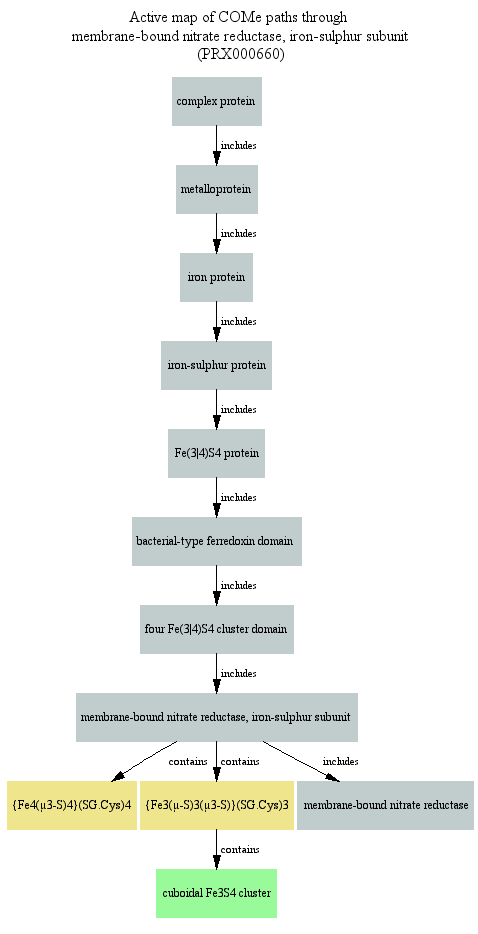 Active map of COMe paths through
membrane-bound nitrate reductase, iron-sulphur subunit
(PRX000660)
complex protein
includes
metalloprotein
includes
iron protein
includes
iron-sulphur protein
includes
Fe(3|4)S4 protein
includes
bacterial-type ferredoxin domain
includes
four Fe(3|4)S4 cluster domain
includes
membrane-bound nitrate reductase, iron-sulphur subunit
contains contains includes
{Fe4(μ3-S)4}(SG.Cys)4 {Fe3(μ-S)3(μ3-S)}(SG.Cys)3 membrane-bound nitrate reductase
contains
cuboidal Fe3S4 cluster